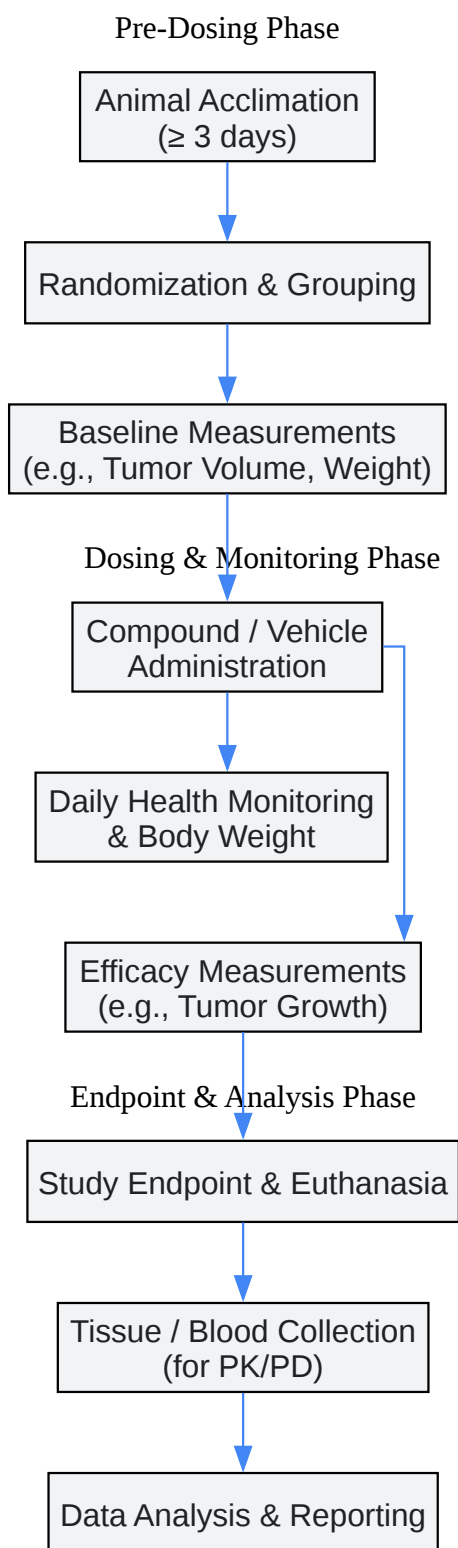 Pre-Dosing Phase
Animal Acclimation
(≥ 3 days)
Randomization & Grouping
Baseline Measurements
(e.g., Tumor Volume, Weight)
Dosing & Monitoring Phase
Compound / Vehicle
Administration
Daily Health Monitoring
& Body Weight
Efficacy Measurements
(e.g., Tumor Growth)
Endpoint & Analysis Phase
Study Endpoint & Euthanasia
Tissue / Blood Collection
(for PK/PD)
Data Analysis & Reporting